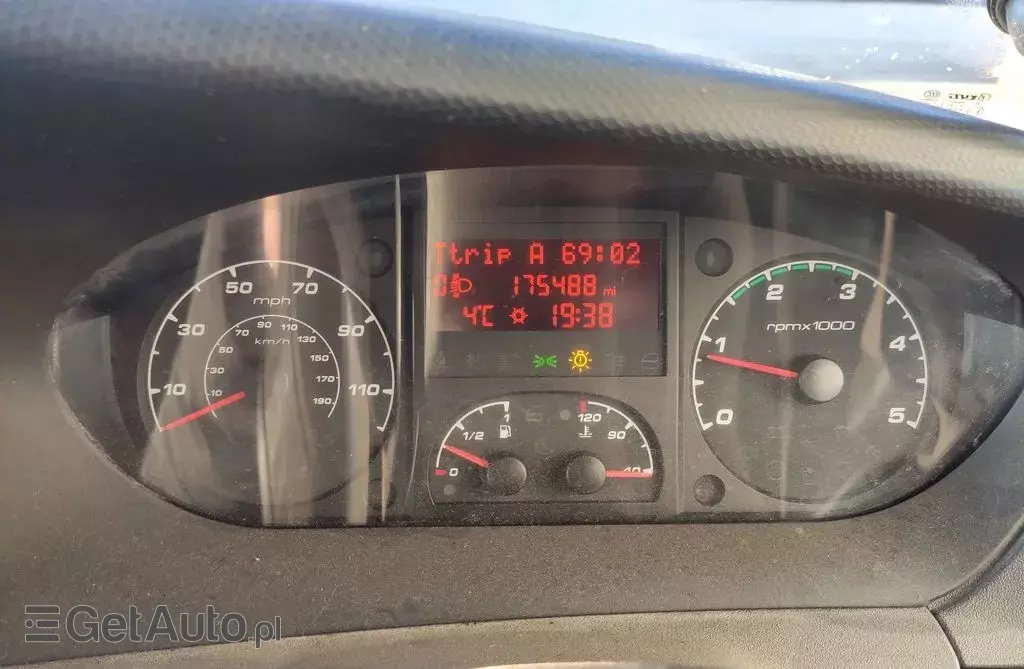 Ttrip A 69:02
175488 mi
4°C 19:38
10 30 50 70 90 110
mph
10 30 50 70 90 110 130 150 170 190
km/h
0 1 2 3 4 5
rpmx1000
0 1/2 1
40 90 120
GetAuto.pl